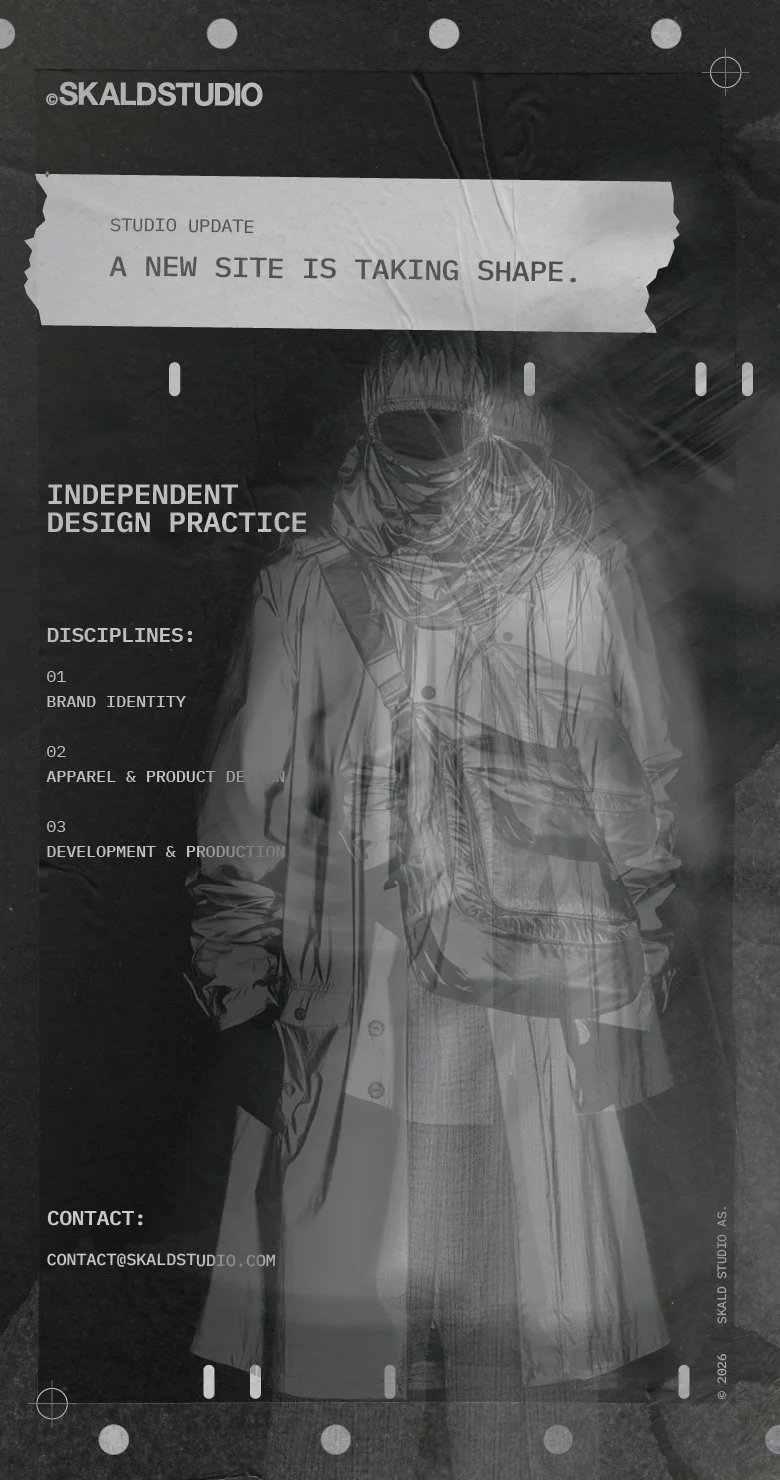 ©SKALDSTUDIO
STUDIO UPDATE
A NEW SITE IS TAKING SHAPE.
INDEPENDENT
DESIGN PRACTICE
DISCIPLINES:
01
BRAND IDENTITY
02
APPAREL & PRODUCT DESIGN
03
DEVELOPMENT & PRODUCTION
CONTACT:
CONTACT@SKALDSTUDIO.COM
© 2026 SKALD STUDIO AS.